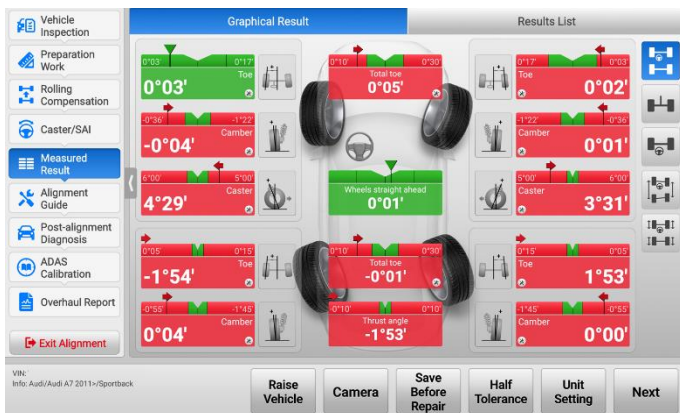 Graphical Result
Results List
Vehicle
Inspection
Preparation
Work
Rolling
Compensation
Caster/SAI
Measured
Result
Alignment
Guide
Post-alignment
Diagnosis
ADAS
Calibration
Overhaul Report
Exit Alignment
0°03' 0°17'
Toe
0°03'
0°10' 0°30'
Total toe
0°05'
0°17' 0°03'
Toe
0°02'
-0°36' -1°22'
Camber
-0°04'
-1°22' -0°36'
Camber
0°01'
6°00' 5°00'
Caster
4°29'
Wheels straight ahead
0°01'
5°00' 6°00'
Caster
3°31'
0°05' 0°15'
Toe
-1°54'
0°10' 0°30'
Total toe
-0°01'
0°15' 0°05'
Toe
1°53'
-0°55' -1°45'
Camber
0°04'
-0°10' 0°10'
Thrust angle
-1°53'
-1°45' -0°55'
Camber
0°00'
VIN:
Info: Audi/Audi A7 2011>/Sportback
Raise
Vehicle
Camera
Save
Before
Repair
Half
Tolerance
Unit
Setting
Next